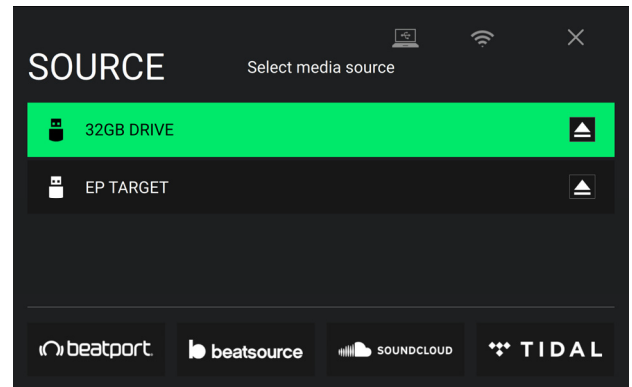 SOURCE
Select media source
32GB DRIVE
EP TARGET
beatport.
beatsource
SOUNDCLOUD
TIDAL